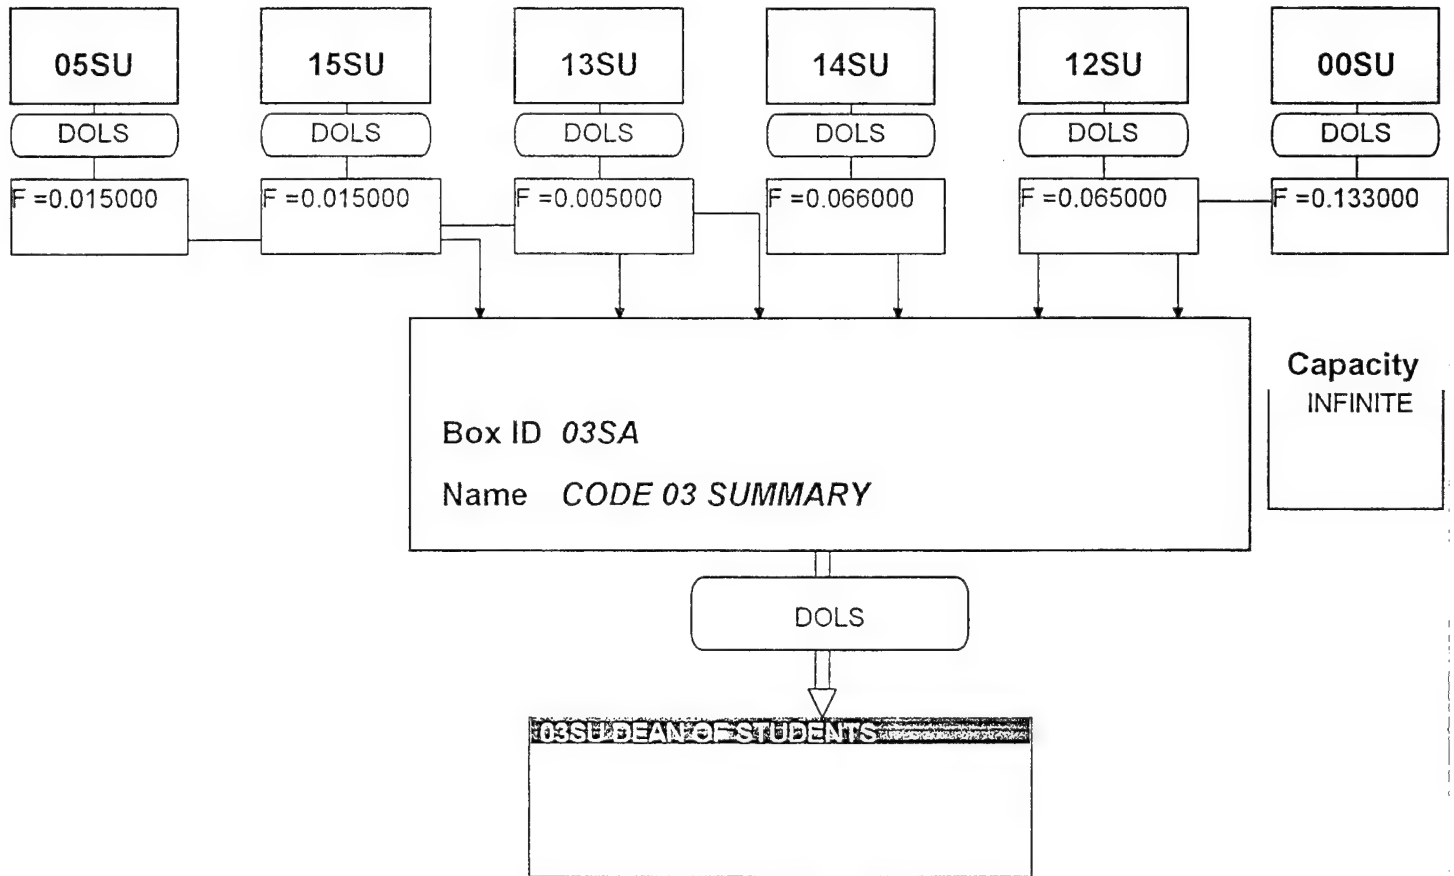 05SU 15SU 13SU 14SU 12SU 00SU
DOLS DOLS DOLS DOLS DOLS DOLS
F =0.015000 F =0.015000 F =0.005000 F =0.066000 F =0.065000 F =0.133000
Capacity
INFINITE
Box ID 03SA
Name CODE 03 SUMMARY
DOLS
03SU DEAN OF STUDENTS